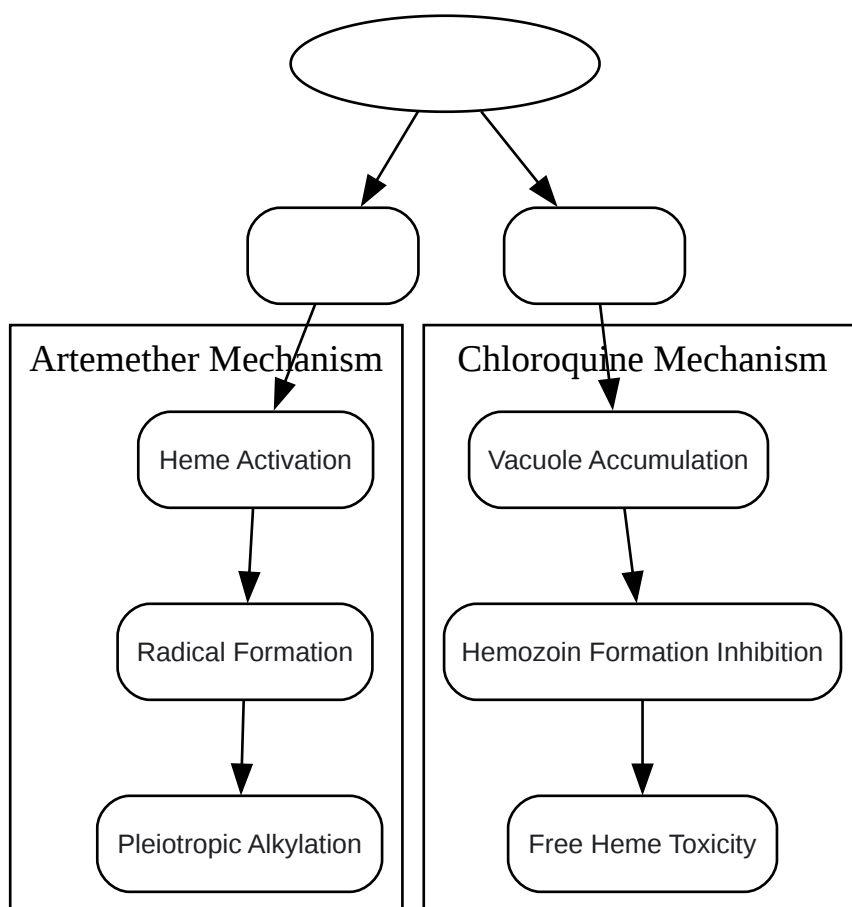 Artemether Mechanism
Chloroquine Mechanism
Heme Activation
Vacuole Accumulation
Radical Formation
Hemozoin Formation Inhibition
Pleiotropic Alkylation
Free Heme Toxicity